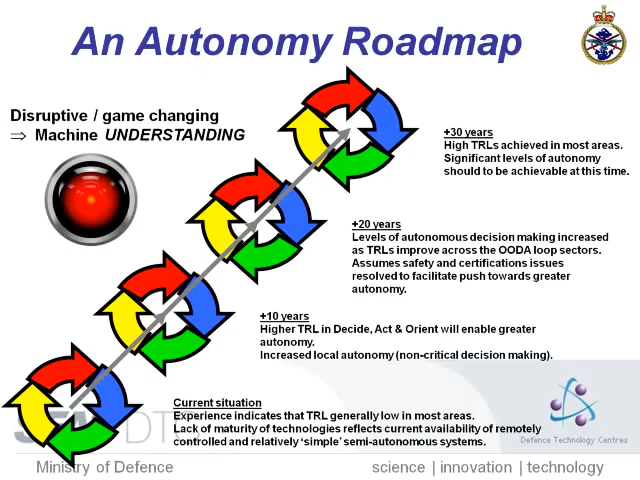 An Autonomy Roadmap
Disruptive / game changing
⇒ Machine UNDERSTANDING
+30 years
High TRLs achieved in most areas.
Significant levels of autonomy
should to be achievable at this time.
+20 years
Levels of autonomous decision making increased
as TRLs improve across the OODA loop sectors.
Assumes safety and certifications issues
resolved to facilitate push towards greater
autonomy.
+10 years
Higher TRL in Decide, Act & Orient will enable greater
autonomy.
Increased local autonomy (non-critical decision making).
Current situation
Experience indicates that TRL generally low in most areas.
Lack of maturity of technologies reflects current availability of remotely
controlled and relatively ‘simple’ semi-autonomous systems.
Defence Technology Centres
Ministry of Defence
science | innovation | technology